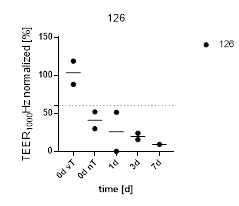 126
126
TEER1000Hz normalized [%]
150
100
50
0
0d vT
0d nT
1d
3d
7d
time [d]